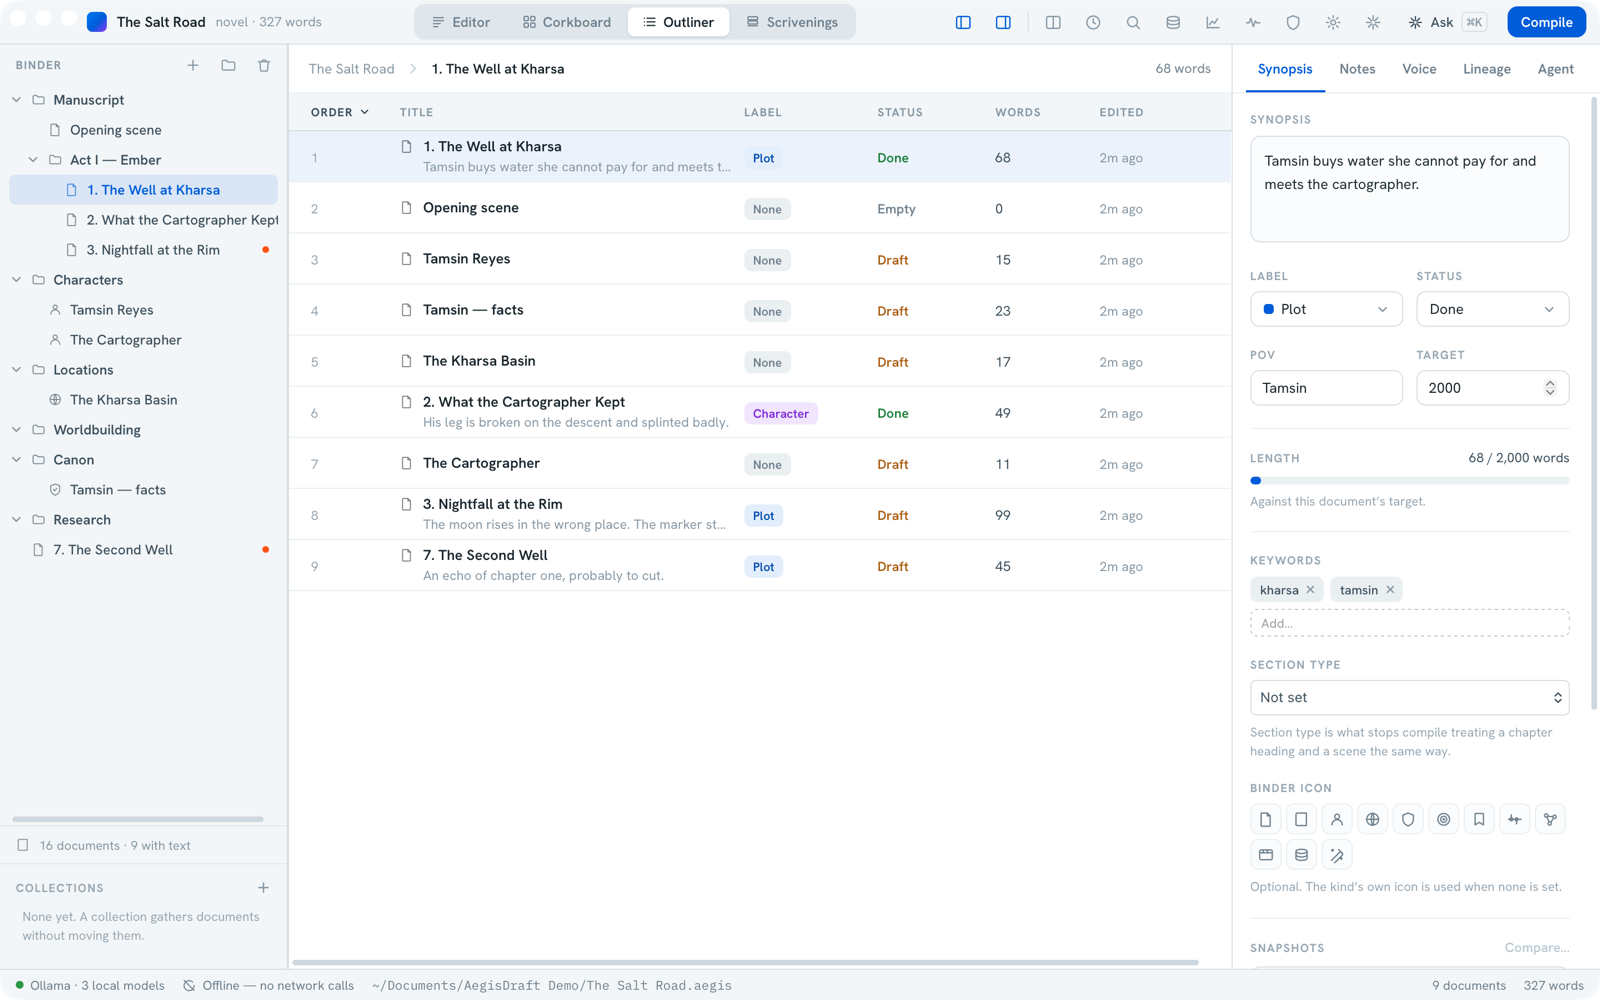 The Salt Road novel · 327 words
Editor Corkboard Outliner Scrivenings
Ask ⌘K Compile
BINDER
Manuscript
Opening scene
Act I — Ember
1. The Well at Kharsa
2. What the Cartographer Kept
3. Nightfall at the Rim
Characters
Tamsin Reyes
The Cartographer
Locations
The Kharsa Basin
Worldbuilding
Canon
Tamsin — facts
Research
7. The Second Well
16 documents · 9 with text
COLLECTIONS
None yet. A collection gathers documents
without moving them.
The Salt Road 1. The Well at Kharsa 68 words
ORDER TITLE LABEL STATUS WORDS EDITED
1 1. The Well at Kharsa Plot Done 68 2m ago
Tamsin buys water she cannot pay for and meets t...
2 Opening scene None Empty 0 2m ago
3 Tamsin Reyes None Draft 15 2m ago
4 Tamsin — facts None Draft 23 2m ago
5 The Kharsa Basin None Draft 17 2m ago
6 2. What the Cartographer Kept Character Done 49 2m ago
His leg is broken on the descent and splinted badly.
7 The Cartographer None Draft 11 2m ago
8 3. Nightfall at the Rim Plot Draft 99 2m ago
The moon rises in the wrong place. The marker st...
9 7. The Second Well Plot Draft 45 2m ago
An echo of chapter one, probably to cut.
Synopsis Notes Voice Lineage Agent
SYNOPSIS
Tamsin buys water she cannot pay for and
meets the cartographer.
LABEL STATUS
Plot Done
POV TARGET
Tamsin 2000
LENGTH 68 / 2,000 words
Against this document's target.
KEYWORDS
kharsa tamsin
Add...
SECTION TYPE
Not set
Section type is what stops compile treating a chapter
heading and a scene the same way.
BINDER ICON
Optional. The kind's own icon is used when none is set.
SNAPSHOTS Compare...
Ollama · 3 local models Offline — no network calls ~/Documents/AegisDraft Demo/The Salt Road.aegis 9 documents 327 words